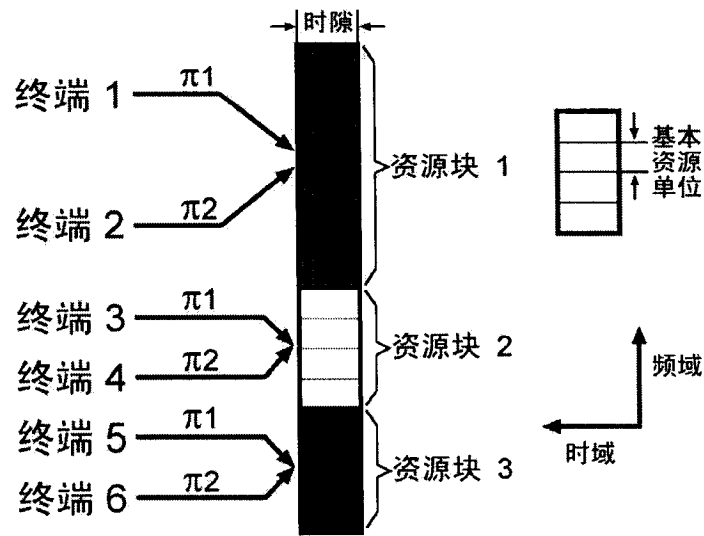 时隙
终端 1
π1
终端 2
π2
资源块 1
基本
资源
单位
终端 3
π1
终端 4
π2
资源块 2
终端 5
π1
终端 6
π2
资源块 3
频域
时域